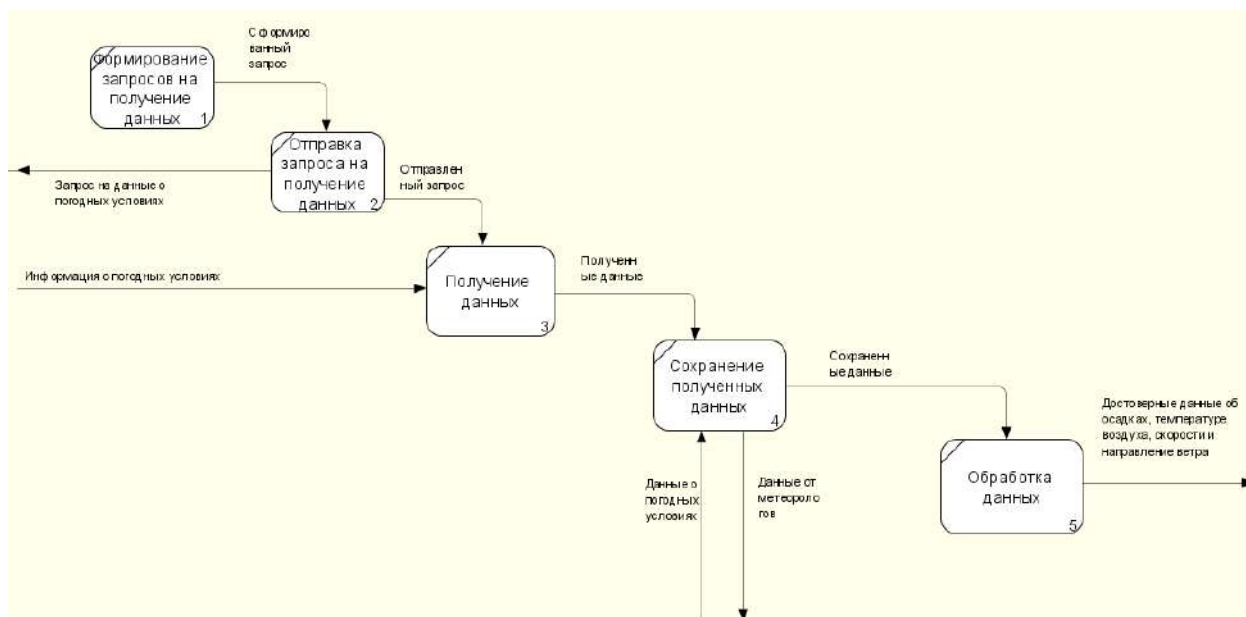 Сформиро
ванный
запрос
Формирование
запросов на
получение
данных
1
Отправка
запроса на
получение
данных
2
Отправлен
ный запрос
Запрос на данные о
погодных условиях
Информация о погодных условиях
Получение
данных
3
Полученн
ые данные
Сохранение
полученных
данных
4
Сохраненн
ые данные
Достоверные данные об
осадках, температуре
воздуха, скорости и
направление ветра
Обработка
данных
5
Данные о
погодных
условиях
Данные от
метеороло
гов